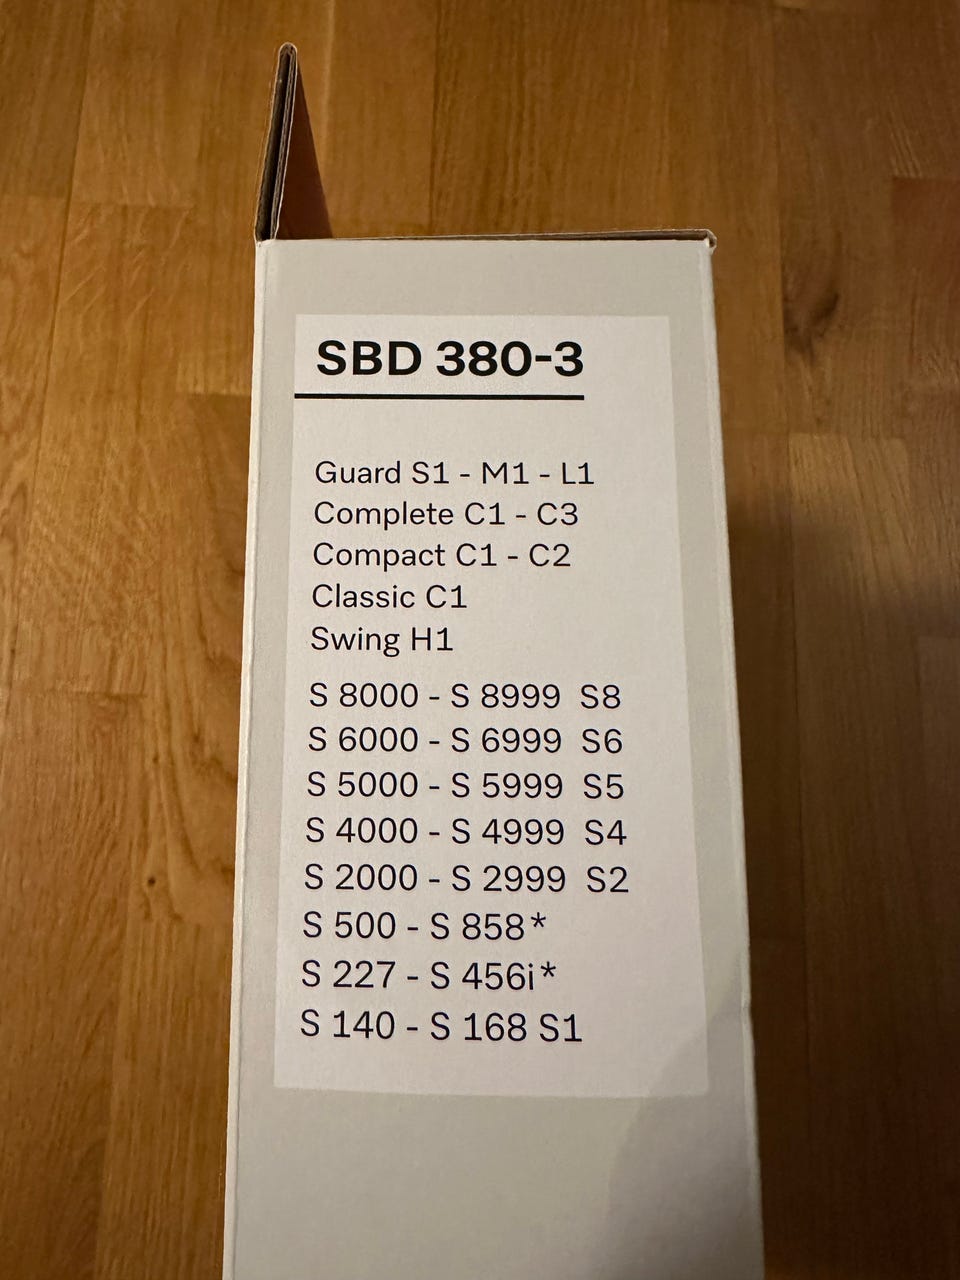 SBD 380-3
Guard S1 - M1 - L1
Complete C1 - C3
Compact C1 - C2
Classic C1
Swing H1
S 8000 - S 8999 S8
S 6000 - S 6999 S6
S 5000 - S 5999 S5
S 4000 - S 4999 S4
S 2000 - S 2999 S2
S 500 - S 858*
S 227 - S 456i*
S 140 - S 168 S1